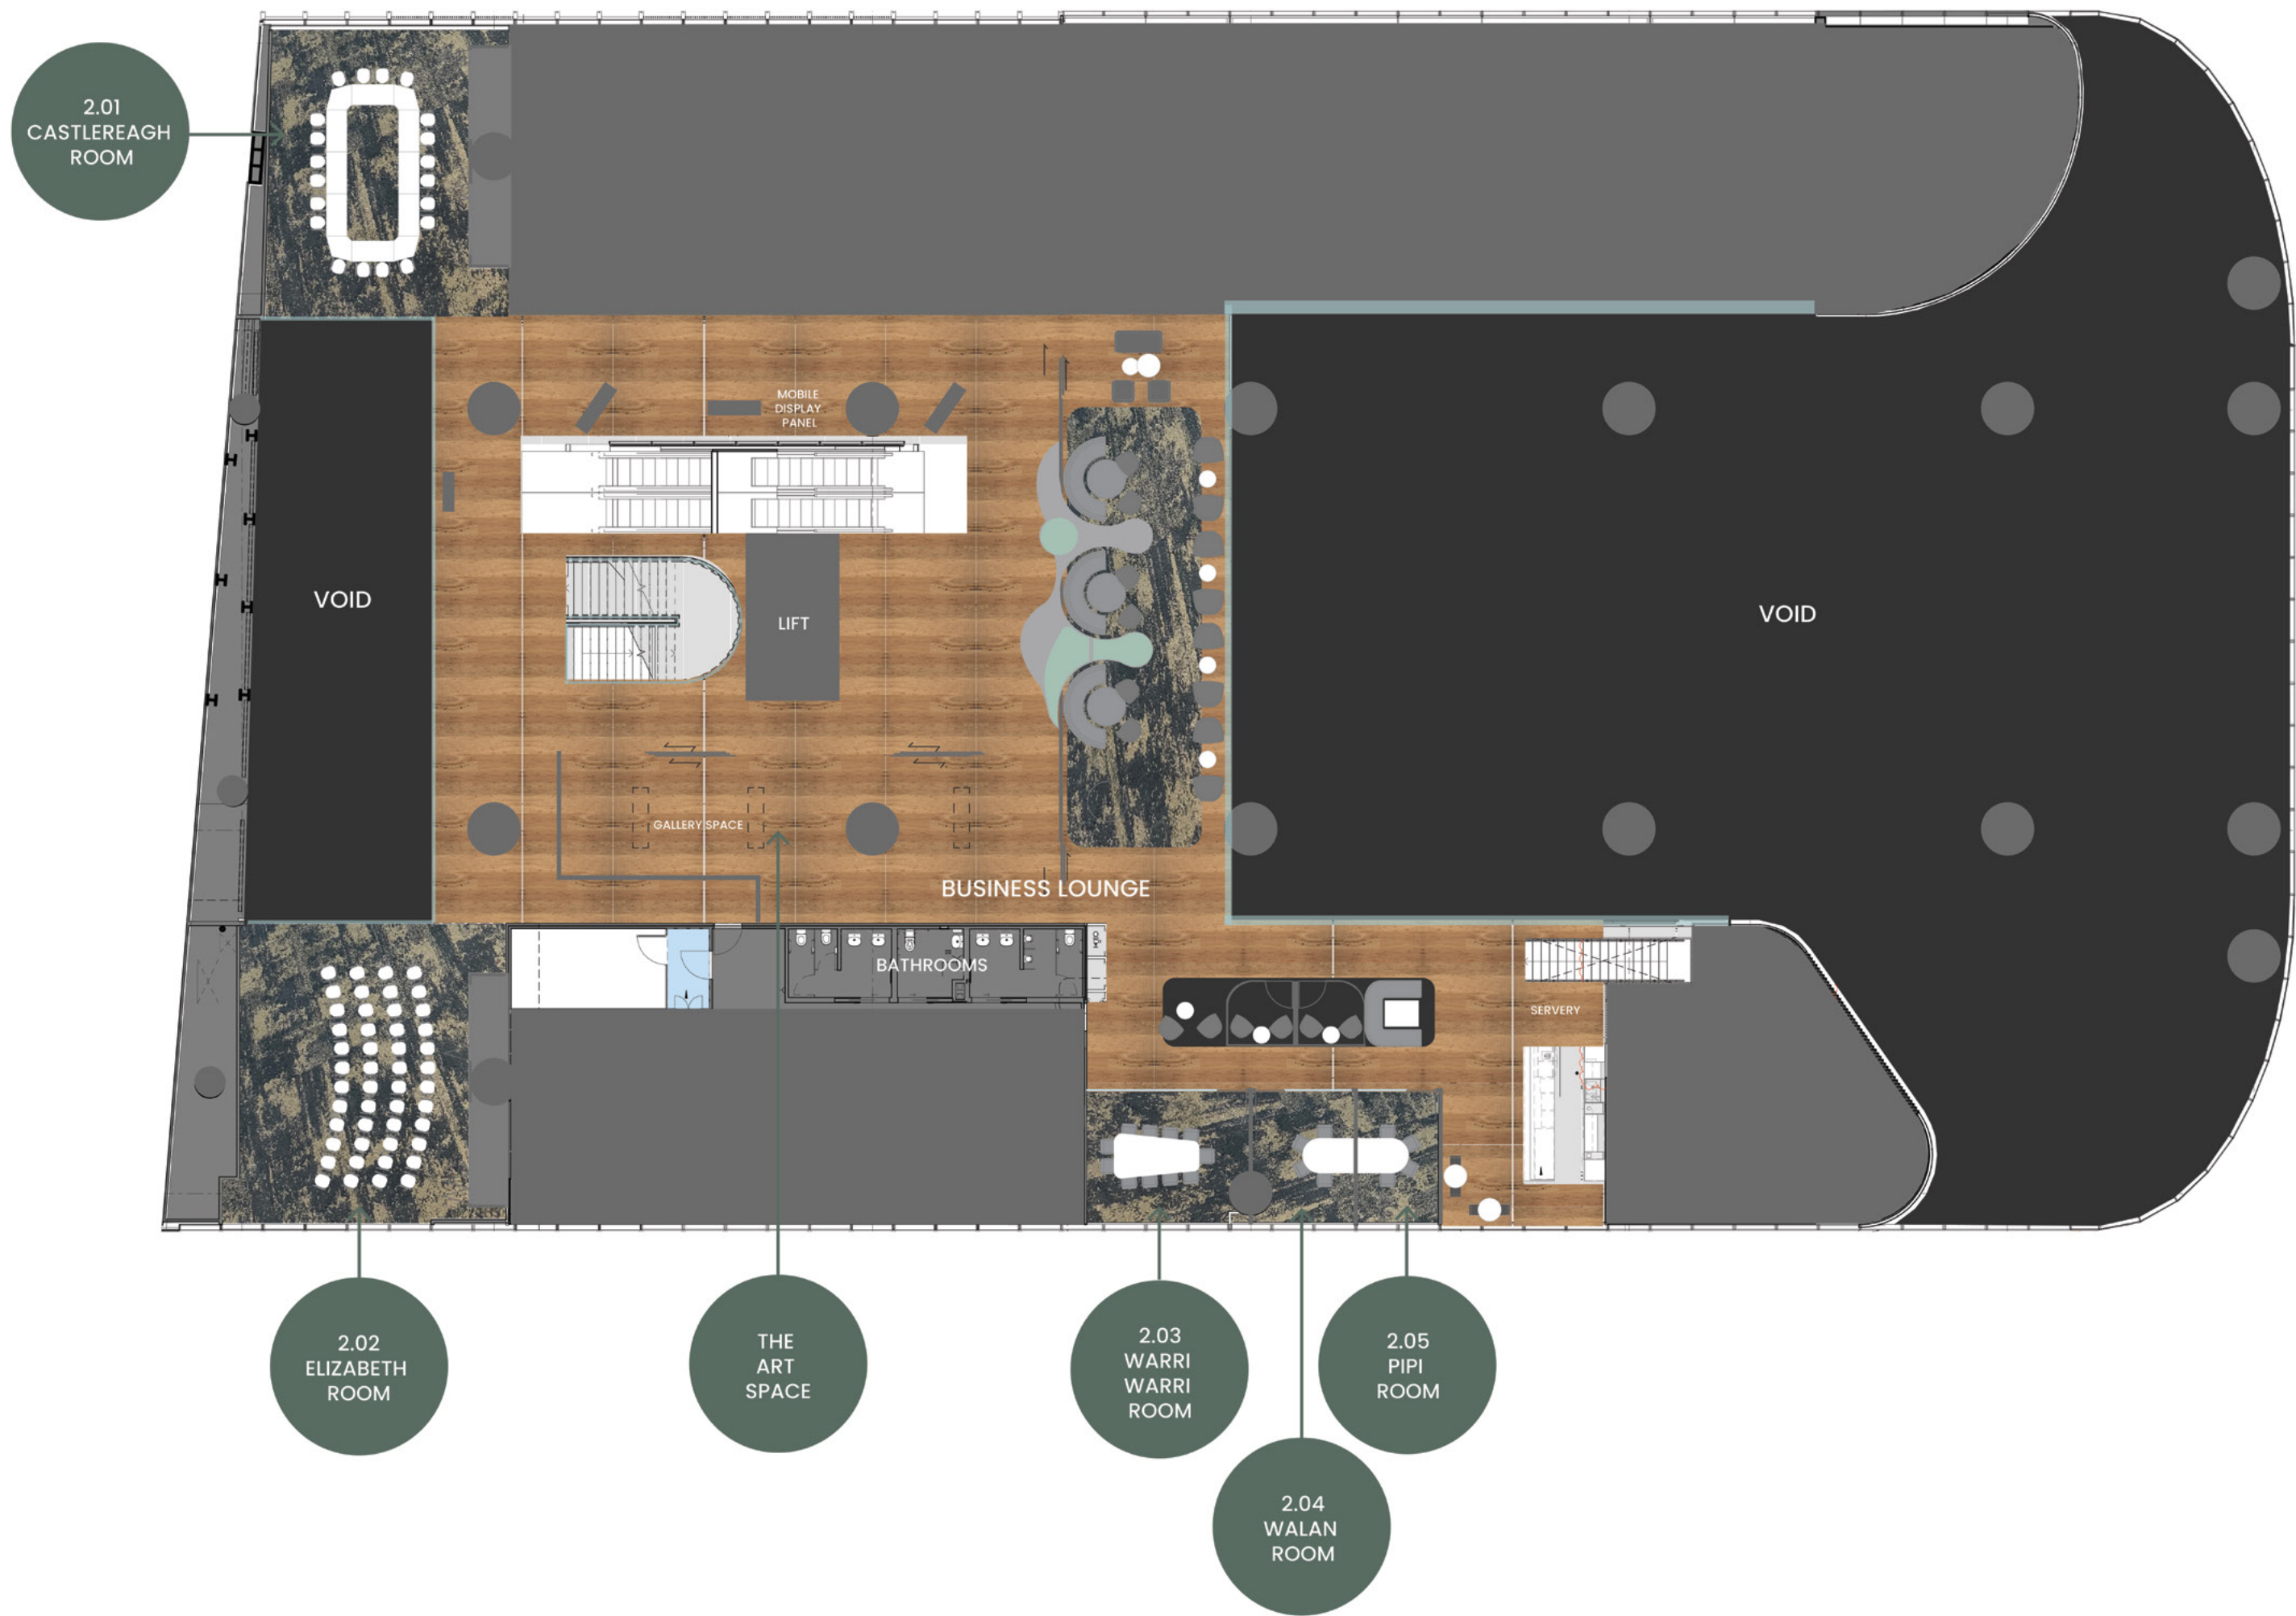 2.01
CASTLEREAGH
ROOM
MOBILE
DISPLAY
PANEL
VOID
LIFT
VOID
GALLERY SPACE
BUSINESS LOUNGE
BATHROOMS
SERVERY
2.02
ELIZABETH
ROOM
THE
ART
SPACE
2.03
WARRI
WARRI
ROOM
2.05
PIPI
ROOM
2.04
WALAN
ROOM